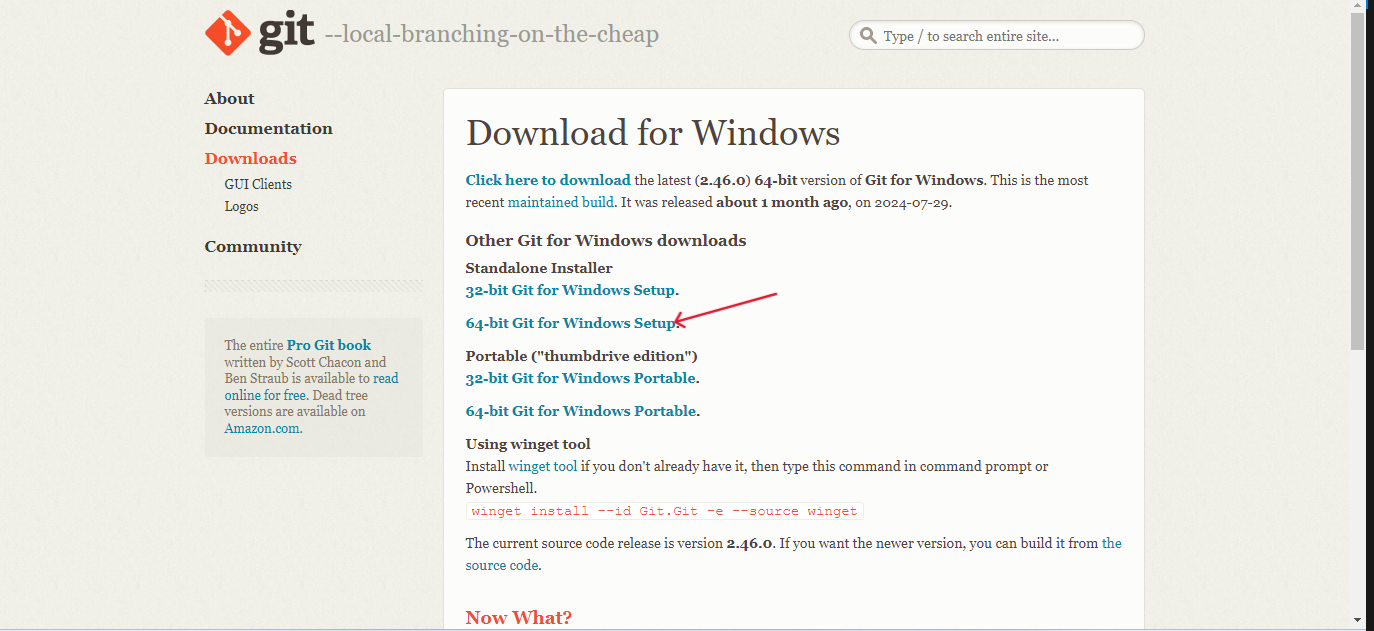 git --local-branching-on-the-cheap
Type / to search entire site...
About
Documentation
Downloads
GUI Clients
Logos
Community
The entire Pro Git book
written by Scott Chacon and
Ben Straub is available to read
online for free. Dead tree
versions are available on
Amazon.com.
Download for Windows
Click here to download the latest (2.46.0) 64-bit version of Git for Windows. This is the most
recent maintained build. It was released about 1 month ago, on 2024-07-29.
Other Git for Windows downloads
Standalone Installer
32-bit Git for Windows Setup.
64-bit Git for Windows Setup.
Portable ("thumbdrive edition")
32-bit Git for Windows Portable.
64-bit Git for Windows Portable.
Using winget tool
Install winget tool if you don't already have it, then type this command in command prompt or
Powershell.
winget install --id Git.Git -e --source winget
The current source code release is version 2.46.0. If you want the newer version, you can build it from the
source code.
Now What?